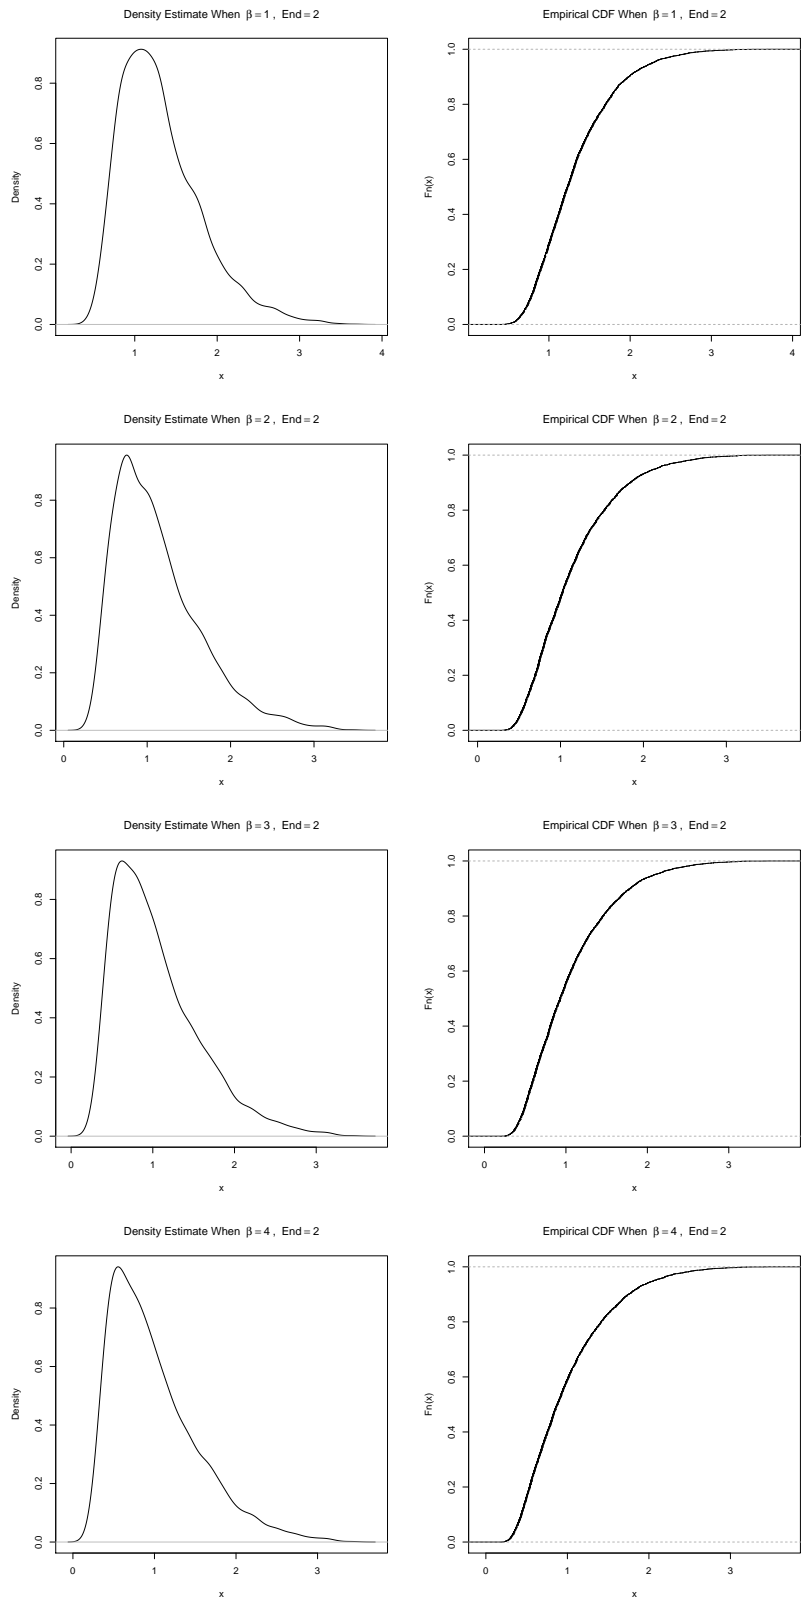 Density Estimate When β = 1 , End = 2
Density
0.0 0.2 0.4 0.6 0.8
1 2 3 4
x
Empirical CDF When β = 1 , End = 2
Fn(x)
0.0 0.2 0.4 0.6 0.8 1.0
1 2 3 4
x
Density Estimate When β = 2 , End = 2
Density
0.0 0.2 0.4 0.6 0.8
0 1 2 3
x
Empirical CDF When β = 2 , End = 2
Fn(x)
0.0 0.2 0.4 0.6 0.8 1.0
0 1 2 3
x
Density Estimate When β = 3 , End = 2
Density
0.0 0.2 0.4 0.6 0.8
0 1 2 3
x
Empirical CDF When β = 3 , End = 2
Fn(x)
0.0 0.2 0.4 0.6 0.8 1.0
0 1 2 3
x
Density Estimate When β = 4 , End = 2
Density
0.0 0.2 0.4 0.6 0.8
0 1 2 3
x
Empirical CDF When β = 4 , End = 2
Fn(x)
0.0 0.2 0.4 0.6 0.8 1.0
0 1 2 3
x